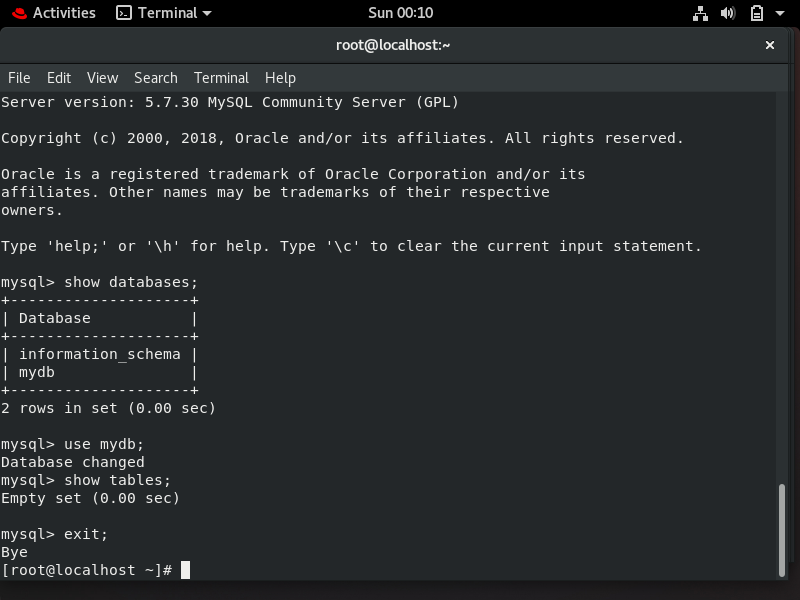 Activities Terminal Sun 00:10
root@localhost:~ ×
File Edit View Search Terminal Help
Server version: 5.7.30 MySQL Community Server (GPL)
Copyright (c) 2000, 2018, Oracle and/or its affiliates. All rights reserved.
Oracle is a registered trademark of Oracle Corporation and/or its
affiliates. Other names may be trademarks of their respective
owners.
Type 'help;' or '\h' for help. Type '\c' to clear the current input statement.
mysql> show databases;
+--------------------+
| Database           |
+--------------------+
| information_schema |
| mydb               |
+--------------------+
2 rows in set (0.00 sec)
mysql> use mydb;
Database changed
mysql> show tables;
Empty set (0.00 sec)
mysql> exit;
Bye
[root@localhost ~]#